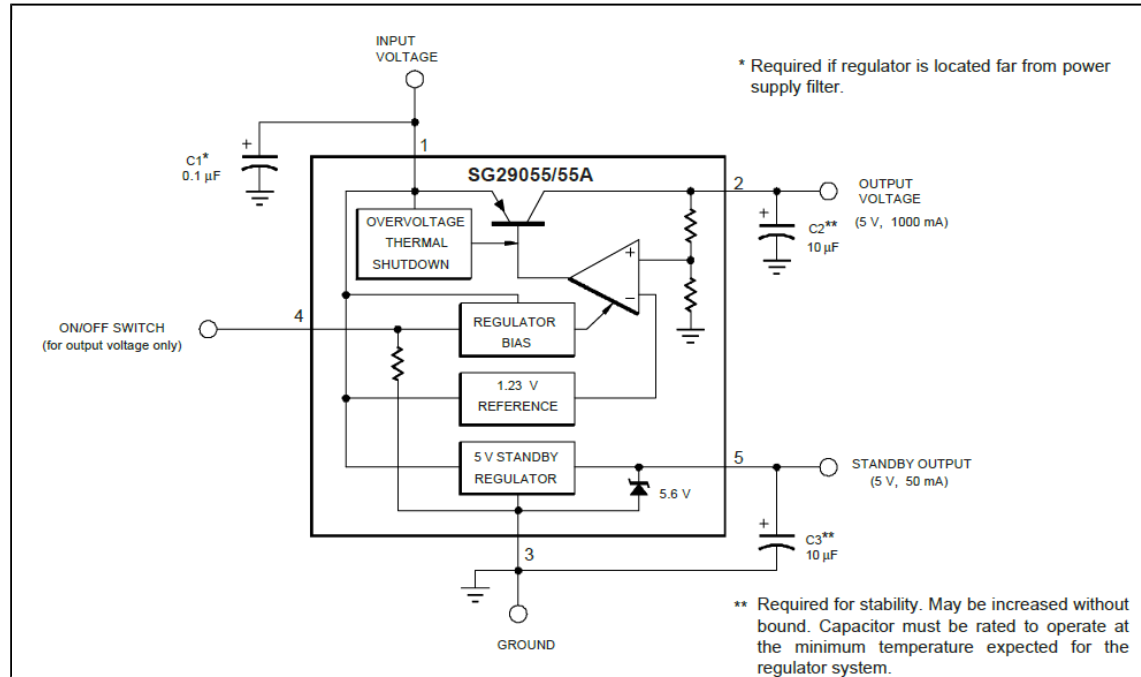 INPUT
VOLTAGE
* Required if regulator is located far from power
supply filter.
1
C1*
0.1 µF
+
SG29055/55A
2
OUTPUT
VOLTAGE
(5 V, 1000 mA)
+
C2**
10 µF
OVERVOLTAGE
THERMAL
SHUTDOWN
+
−
4
ON/OFF SWITCH
(for output voltage only)
REGULATOR
BIAS
1.23 V
REFERENCE
5 V STANDBY
REGULATOR
5.6 V
5
STANDBY OUTPUT
(5 V, 50 mA)
+
C3**
10 µF
3
GROUND
** Required for stability. May be increased without
bound. Capacitor must be rated to operate at
the minimum temperature expected for the
regulator system.